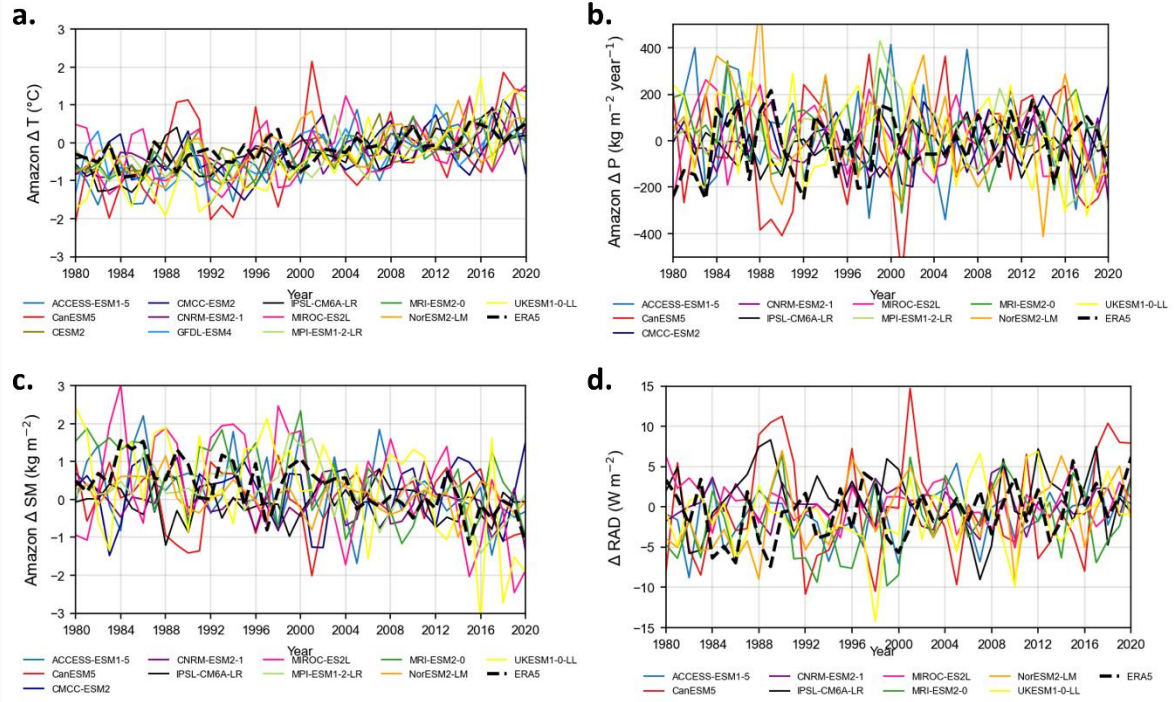 a.
3
2
1
0
−1
−2
−3
Amazon Δ T (°C)
1980 1984 1988 1992 1996 2000 2004 2008 2012 2016 2020
Year
ACCESS-ESM1-5 CMCC-ESM2 IPSL-CM6A-LR MRI-ESM2-0 UKESM1-0-LL
CanESM5 CNRM-ESM2-1 MIROC-ES2L NorESM2-LM ERA5
CESM2 GFDL-ESM4 MPI-ESM1-2-LR
b.
400
200
0
−200
−400
Amazon Δ P (kg m−2 year−1)
1980 1984 1988 1992 1996 2000 2004 2008 2012 2016 2020
Year
ACCESS-ESM1-5 CNRM-ESM2-1 MIROC-ES2L MRI-ESM2-0 UKESM1-0-LL
CanESM5 IPSL-CM6A-LR MPI-ESM1-2-LR NorESM2-LM ERA5
CMCC-ESM2
c.
3
2
1
0
−1
−2
−3
Amazon Δ SM (kg m−2)
1980 1984 1988 1992 1996 2000 2004 2008 2012 2016 2020
Year
ACCESS-ESM1-5 CNRM-ESM2-1 MIROC-ES2L MRI-ESM2-0 UKESM1-0-LL
CanESM5 IPSL-CM6A-LR MPI-ESM1-2-LR NorESM2-LM ERA5
CMCC-ESM2
d.
15
10
5
0
−5
−10
−15
Δ RAD (W m−2)
1980 1984 1988 1992 1996 2000 2004 2008 2012 2016 2020
Year
ACCESS-ESM1-5 CNRM-ESM2-1 MIROC-ES2L NorESM2-LM ERA5
CanESM5 IPSL-CM6A-LR MRI-ESM2-0 UKESM1-0-LL